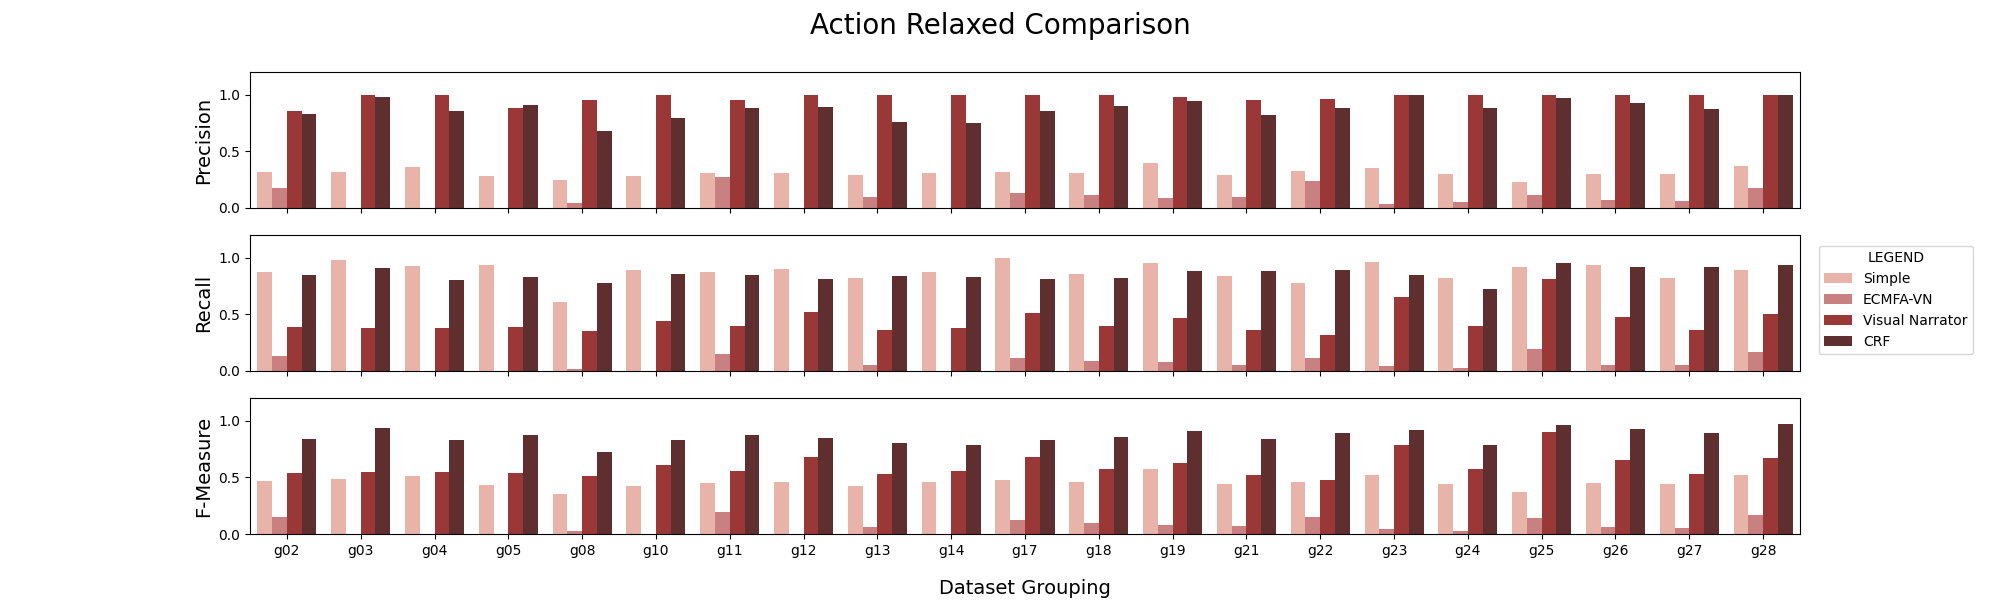 Action Relaxed Comparison
Precision
1.0
0.5
0.0
Recall
1.0
0.5
0.0
LEGEND
Simple
ECMFA-VN
Visual Narrator
CRF
F-Measure
1.0
0.5
0.0
g02 g03 g04 g05 g08 g10 g11 g12 g13 g14 g17 g18 g19 g21 g22 g23 g24 g25 g26 g27 g28
Dataset Grouping